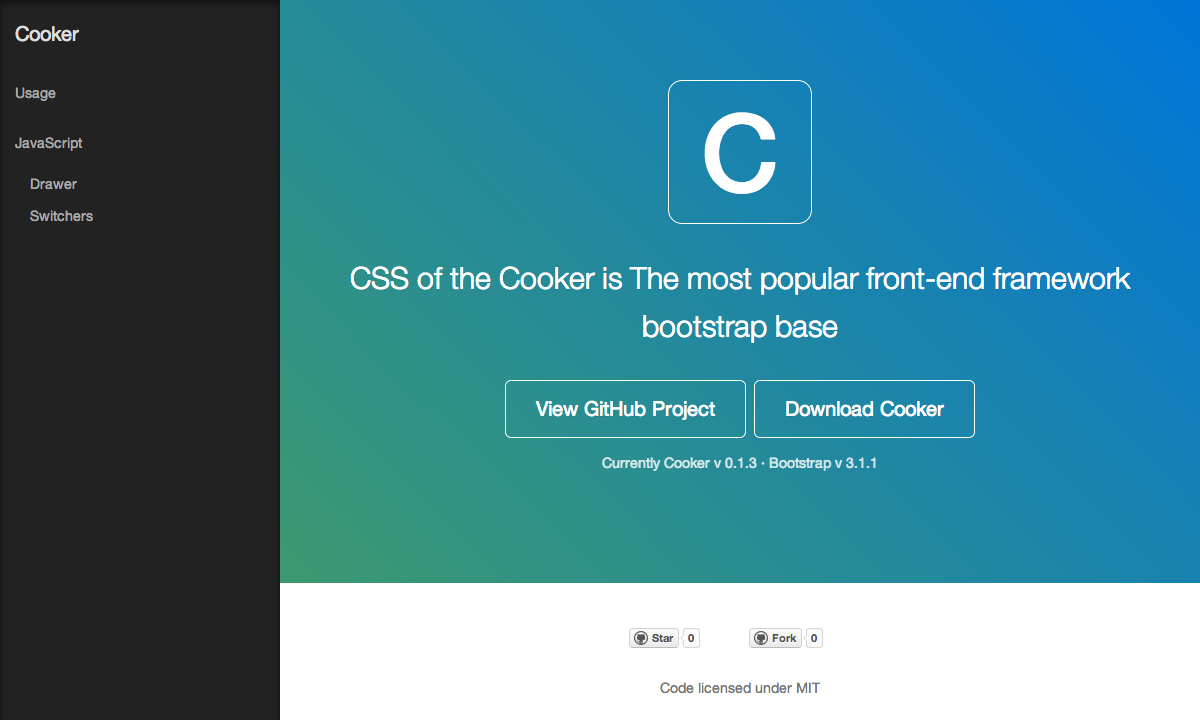 Cooker
Usage
JavaScript
Drawer
Switchers
C
CSS of the Cooker is The most popular front-end framework
bootstrap base
View GitHub Project
Download Cooker
Currently Cooker v 0.1.3 · Bootstrap v 3.1.1
Star 0
Fork 0
Code licensed under MIT